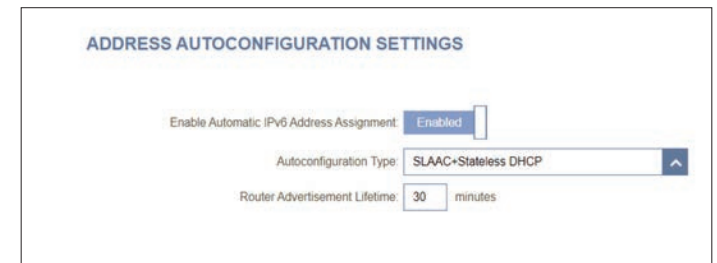 ADDRESS AUTOCONFIGURATION SETTINGS
Enable Automatic IPv6 Address Assignment: Enabled
Autoconfiguration Type: SLAAC+Stateless DHCP
Router Advertisement Lifetime: 30 minutes